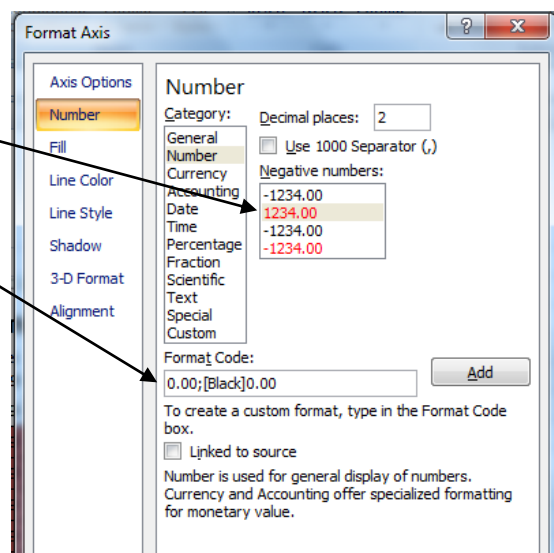 Format Axis
?
X
Axis Options
Number
Fill
Line Color
Line Style
Shadow
3-D Format
Alignment
Number
Category:
General
Number
Currency
Accounting
Date
Time
Percentage
Fraction
Scientific
Text
Special
Custom
Decimal places: 2
Use 1000 Separator (,)
Negative numbers:
-1234.00
1234.00
-1234.00
-1234.00
Format Code:
0.00;[Black]0.00
Add
To create a custom format, type in the Format Code
box.
Linked to source
Number is used for general display of numbers.
Currency and Accounting offer specialized formatting
for monetary value.